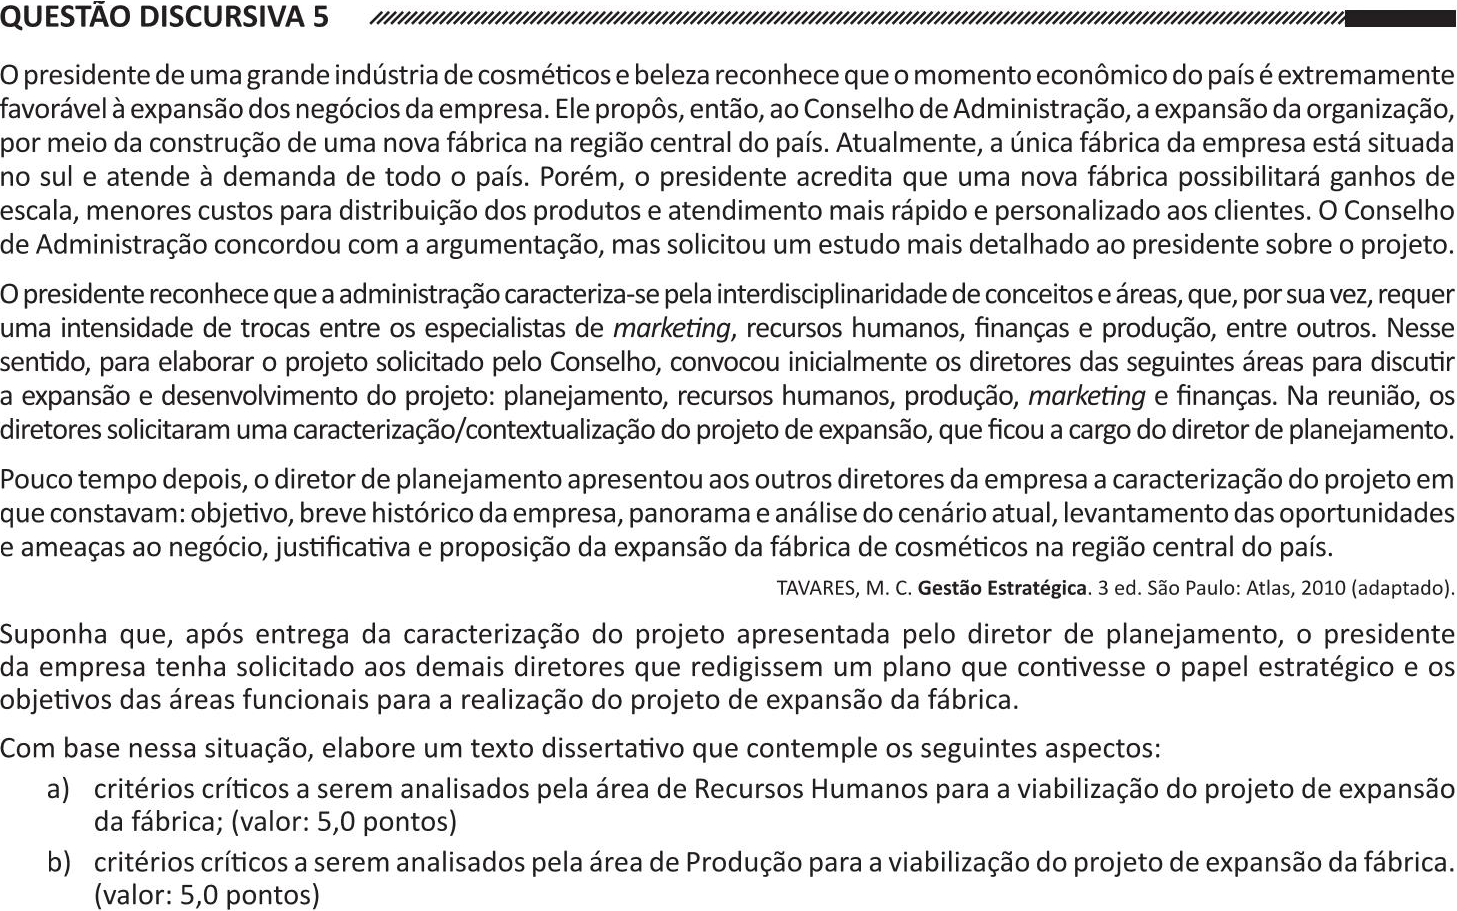 QUESTÃO DISCURSIVA 5
O presidente de uma grande indústria de cosméticos e beleza reconhece que o momento econômico do país é extremamente
favorável à expansão dos negócios da empresa. Ele propôs, então, ao Conselho de Administração, a expansão da organização,
por meio da construção de uma nova fábrica na região central do país. Atualmente, a única fábrica da empresa está situada
no sul e atende à demanda de todo o país. Porém, o presidente acredita que uma nova fábrica possibilitará ganhos de
escala, menores custos para distribuição dos produtos e atendimento mais rápido e personalizado aos clientes. O Conselho
de Administração concordou com a argumentação, mas solicitou um estudo mais detalhado ao presidente sobre o projeto.
O presidente reconhece que a administração caracteriza-se pela interdisciplinaridade de conceitos e áreas, que, por sua vez, requer
uma intensidade de trocas entre os especialistas de marketing, recursos humanos, finanças e produção, entre outros. Nesse
sentido, para elaborar o projeto solicitado pelo Conselho, convocou inicialmente os diretores das seguintes áreas para discutir
a expansão e desenvolvimento do projeto: planejamento, recursos humanos, produção, marketing e finanças. Na reunião, os
diretores solicitaram uma caracterização/contextualização do projeto de expansão, que ficou a cargo do diretor de planejamento.
Pouco tempo depois, o diretor de planejamento apresentou aos outros diretores da empresa a caracterização do projeto em
que constavam: objetivo, breve histórico da empresa, panorama e análise do cenário atual, levantamento das oportunidades
e ameaças ao negócio, justificativa e proposição da expansão da fábrica de cosméticos na região central do país.
TAVARES, M. C. Gestão Estratégica. 3 ed. São Paulo: Atlas, 2010 (adaptado).
Suponha que, após entrega da caracterização do projeto apresentada pelo diretor de planejamento, o presidente
da empresa tenha solicitado aos demais diretores que redigissem um plano que contivesse o papel estratégico e os
objetivos das áreas funcionais para a realização do projeto de expansão da fábrica.
Com base nessa situação, elabore um texto dissertativo que contemple os seguintes aspectos:
a) critérios críticos a serem analisados pela área de Recursos Humanos para a viabilização do projeto de expansão
da fábrica; (valor: 5,0 pontos)
b) critérios críticos a serem analisados pela área de Produção para a viabilização do projeto de expansão da fábrica.
(valor: 5,0 pontos)